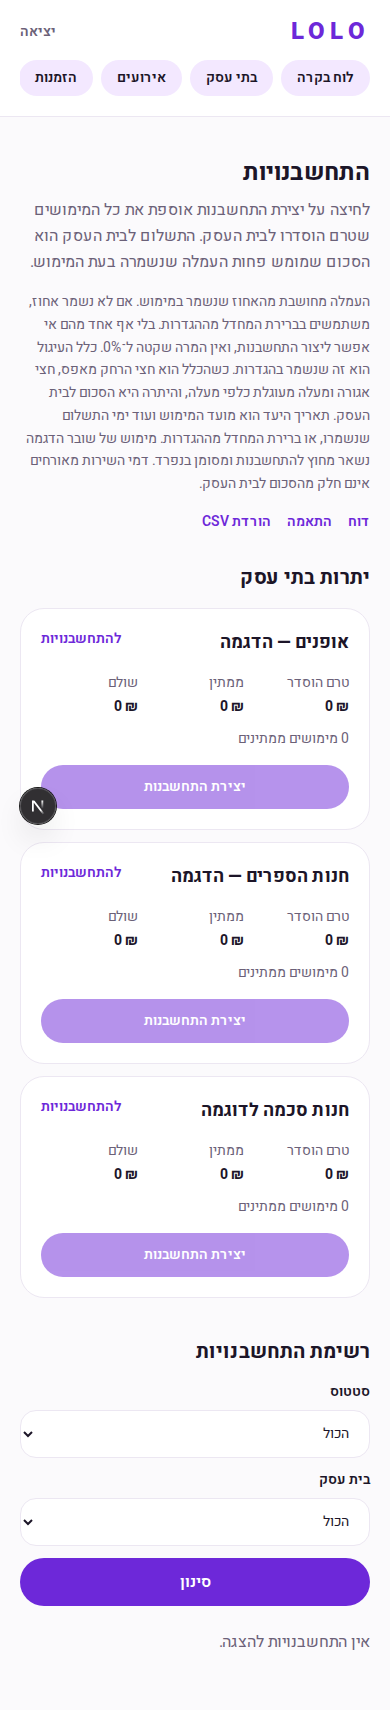 LOLO
יציאה
לוח בקרה
בתי עסק
אירועים
הזמנות
התחשבנויות
לחיצה על יצירת התחשבנות אוספת את כל המימושים
שטרם הוסדרו לבית העסק. התשלום לבית העסק הוא
הסכום שמומש פחות העמלה שנשמרה בעת המימוש.
העמלה מחושבת מהאחוז שנשמר במימוש. אם לא נשמר אחוז,
משתמשים בברירת המחדל מההגדרות. בלי אף אחד מהם אי
אפשר ליצור התחשבנות, ואין המרה שקטה ל־0%. כלל העיגול
הוא זה שנשמר בהגדרות. כשהכלל הוא חצי הרחק מאפס, חצי
אגורה ומעלה מעוגלת כלפי מעלה, והיתרה היא הסכום לבית
העסק. תאריך היעד הוא מועד המימוש ועוד ימי התשלום
שנשמרו, או ברירת המחדל מההגדרות. מימוש של שובר הדגמה
נשאר מחוץ להתחשבנות ומסומן בנפרד. דמי השירות מאורחים
אינם חלק מהסכום לבית העסק.
דוח
התאמה
הורדת CSV
יתרות בתי עסק
אופנים — הדגמה
להתחשבנויות
טרם הוסדר
ממתין
שולם
0 ₪
0 ₪
0 ₪
0 מימושים ממתינים
יצירת התחשבנות
N
חנות הספרים — הדגמה
להתחשבנויות
טרם הוסדר
ממתין
שולם
0 ₪
0 ₪
0 ₪
0 מימושים ממתינים
יצירת התחשבנות
חנות סכמה לדוגמה
להתחשבנויות
טרם הוסדר
ממתין
שולם
0 ₪
0 ₪
0 ₪
0 מימושים ממתינים
יצירת התחשבנות
רשימת התחשבנויות
סטטוס
הכול
בית עסק
הכול
סינון
אין התחשבנויות להצגה.